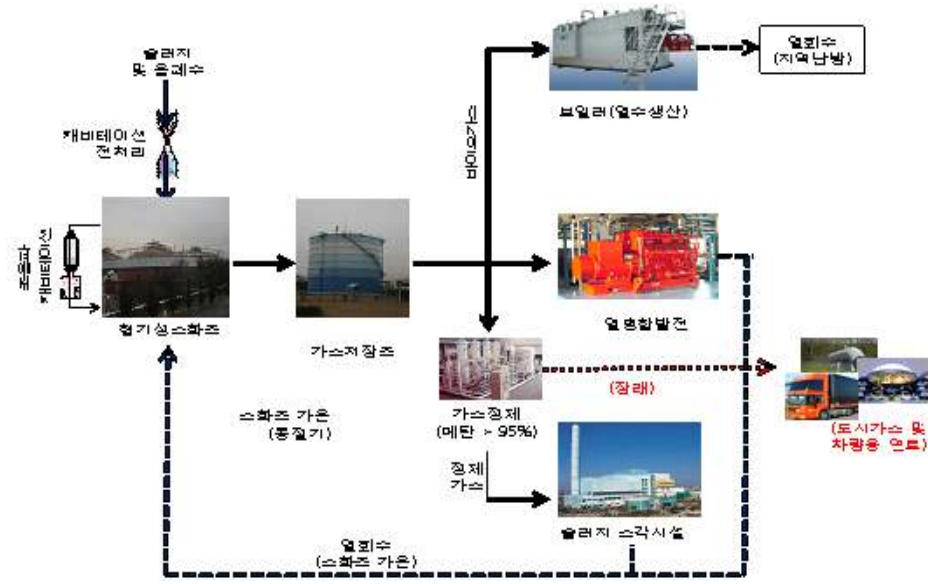 슬러지
및 음폐수
캐비테이션
전처리
초음파
캐비테이션
혐기성소화조
가스저장조
바이오가스
보일러(열수생산)
열회수
(지역난방)
열병합발전
가스정제
(메탄 > 95%)
(장래)
(도시가스 및
차량용 연료)
소화조 가온
(동절기)
정제
가스
슬러지 소각시설
열회수
(소화조 가온)